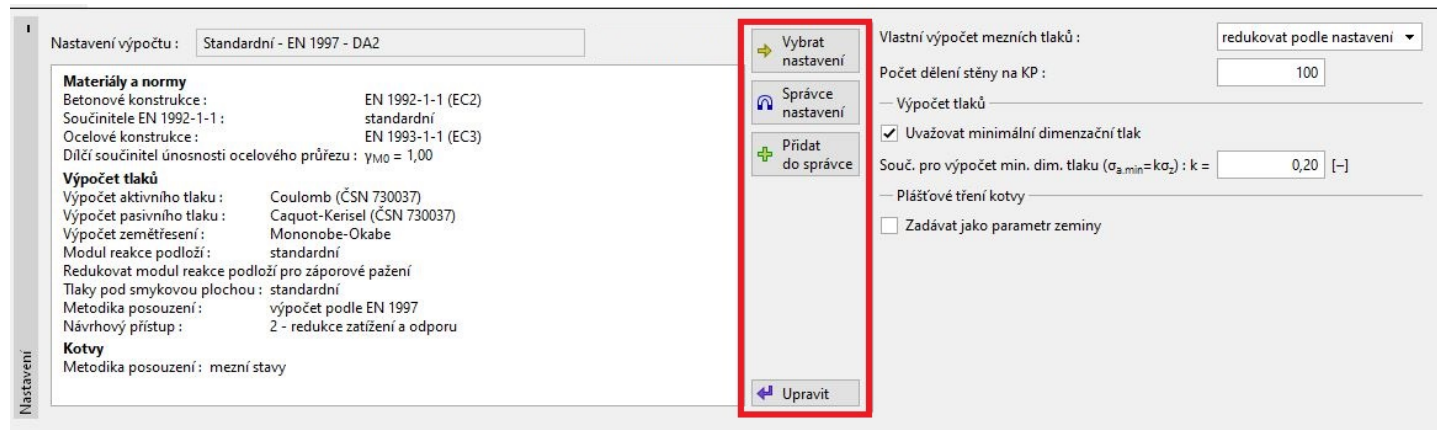 Nastavení výpočtu : Standardní - EN 1997 - DA2
Materiály a normy
Betonové konstrukce : EN 1992-1-1 (EC2)
Součinitele EN 1992-1-1 : standardní
Ocelové konstrukce : EN 1993-1-1 (EC3)
Dílčí součinitel únosnosti ocelového průřezu : γM0 = 1,00
Výpočet tlaků
Výpočet aktivního tlaku : Coulomb (ČSN 730037)
Výpočet pasivního tlaku : Caquot-Kerisel (ČSN 730037)
Výpočet zemětřesení : Mononobe-Okabe
Modul reakce podloží : standardní
Redukovat modul reakce podloží pro záporové pažení
Tlaky pod smykovou plochou : standardní
Metodika posouzení : výpočet podle EN 1997
Návrhový přístup : 2 - redukce zatížení a odporu
Kotvy
Metodika posouzení : mezní stavy
Nastavení
Vybrat
nastavení
Správce
nastavení
Přidat
do správce
Upravit
Vlastní výpočet mezních tlaků : redukovat podle nastavení
Počet dělení stěny na KP : 100
Výpočet tlaků
Uvažovat minimální dimenzační tlak
Souč. pro výpočet min. dim. tlaku (σa.min=kσz) : k = 0,20 [–]
Plášťové tření kotvy
Zadávat jako parametr zeminy